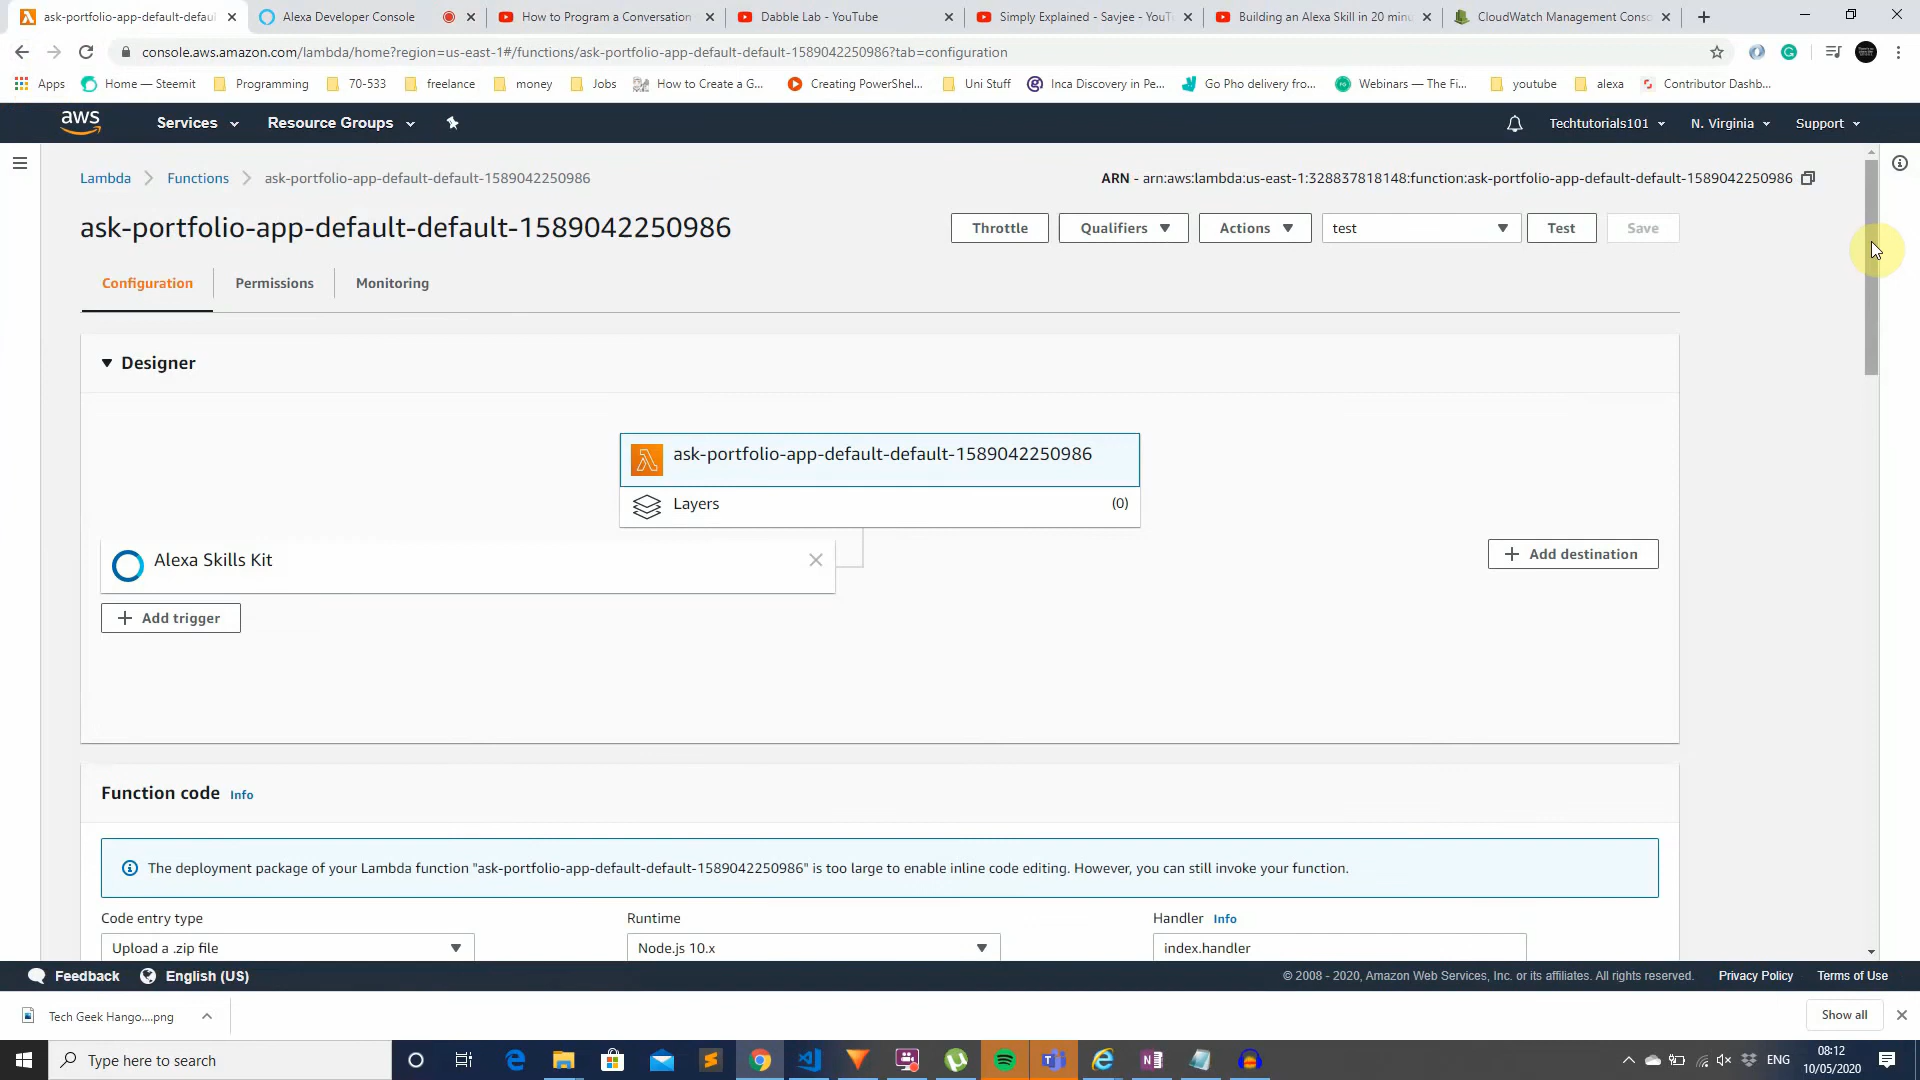 ask-portfolio-app-default-defau
Alexa Developer Console
How to Program a Conversation
Dabble Lab - YouTube
Simply Explained - Savjee - YouT
Building an Alexa Skill in 20 minu
CloudWatch Management Conso
console.aws.amazon.com/lambda/home?region=us-east-1#/functions/ask-portfolio-app-default-default-1589042250986?tab=configuration
Apps
Home — Steemit
Programming
70-533
freelance
money
Jobs
How to Create a G...
Creating PowerShel...
Uni Stuff
Inca Discovery in Pe...
Go Pho delivery fro...
Webinars — The Fi...
youtube
alexa
Contributor Dashb...
aws
Services
Resource Groups
Techtutorials101
N. Virginia
Support
Lambda
Functions
ask-portfolio-app-default-default-1589042250986
ARN - arn:aws:lambda:us-east-1:328837818148:function:ask-portfolio-app-default-default-1589042250986
ask-portfolio-app-default-default-1589042250986
Throttle
Qualifiers
Actions
test
Test
Save
Configuration
Permissions
Monitoring
Designer
ask-portfolio-app-default-default-1589042250986
Layers
(0)
Alexa Skills Kit
Add destination
Add trigger
Function code
Info
The deployment package of your Lambda function "ask-portfolio-app-default-default-1589042250986" is too large to enable inline code editing. However, you can still invoke your function.
Code entry type
Runtime
Handler
Info
Upload a .zip file
Node.js 10.x
index.handler
Feedback
English (US)
© 2008 - 2020, Amazon Web Services, Inc. or its affiliates. All rights reserved.
Privacy Policy
Terms of Use
Tech Geek Hango....png
Show all
Type here to search
ENG
08:12
10/05/2020